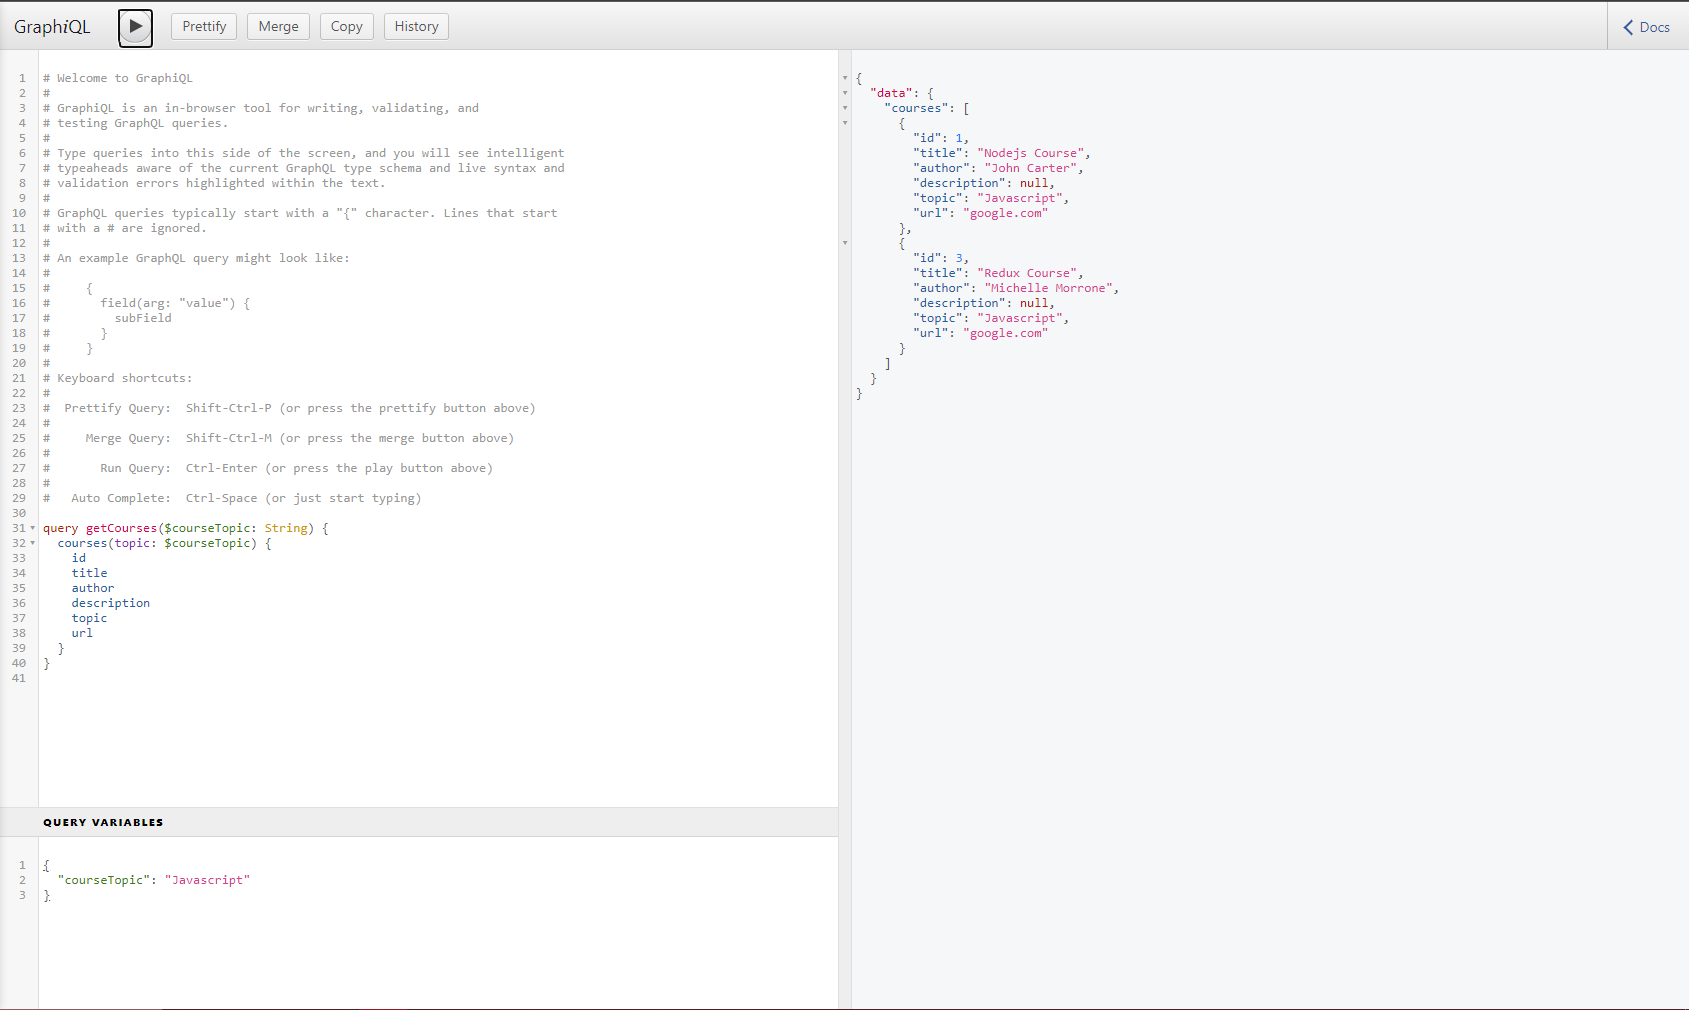 GraphiQL Prettify Merge Copy History Docs
1 # Welcome to GraphiQL
2 #
3 # GraphiQL is an in-browser tool for writing, validating, and
4 # testing GraphQL queries.
5 #
6 # Type queries into this side of the screen, and you will see intelligent
7 # typeaheads aware of the current GraphQL type schema and live syntax and
8 # validation errors highlighted within the text.
9 #
10 # GraphQL queries typically start with a "{" character. Lines that start
11 # with a # are ignored.
12 #
13 # An example GraphQL query might look like:
14 #
15 #     {
16 #       field(arg: "value") {
17 #         subField
18 #       }
19 #     }
20 #
21 # Keyboard shortcuts:
22 #
23 #  Prettify Query:  Shift-Ctrl-P (or press the prettify button above)
24 #
25 #     Merge Query:  Shift-Ctrl-M (or press the merge button above)
26 #
27 #       Run Query:  Ctrl-Enter (or press the play button above)
28 #
29 #   Auto Complete:  Ctrl-Space (or just start typing)
30
31 query getCourses($courseTopic: String) {
32   courses(topic: $courseTopic) {
33     id
34     title
35     author
36     description
37     topic
38     url
39   }
40 }
41
QUERY VARIABLES
1 {
2   "courseTopic": "Javascript"
3 }
{
  "data": {
    "courses": [
      {
        "id": 1,
        "title": "Nodejs Course",
        "author": "John Carter",
        "description": null,
        "topic": "Javascript",
        "url": "google.com"
      },
      {
        "id": 3,
        "title": "Redux Course",
        "author": "Michelle Morrone",
        "description": null,
        "topic": "Javascript",
        "url": "google.com"
      }
    ]
  }
}